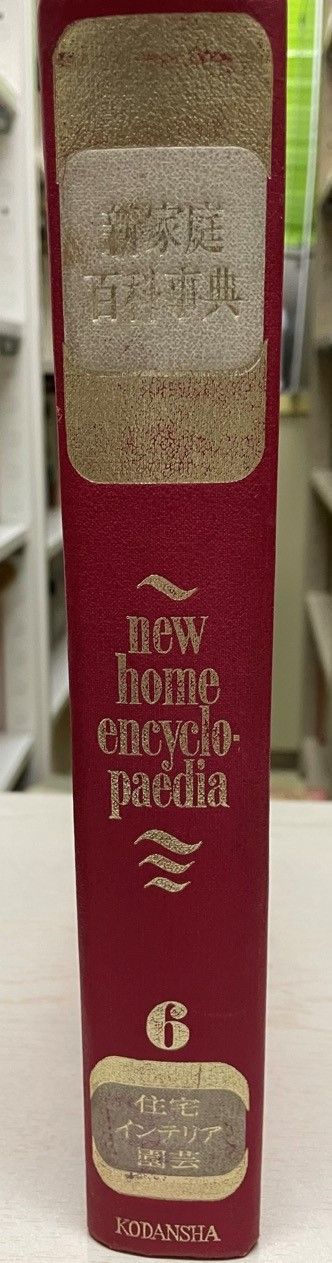 新家庭
百科事典
new
home
encyclo-
paedia
6
住宅
インテリア
園芸
KODANSHA